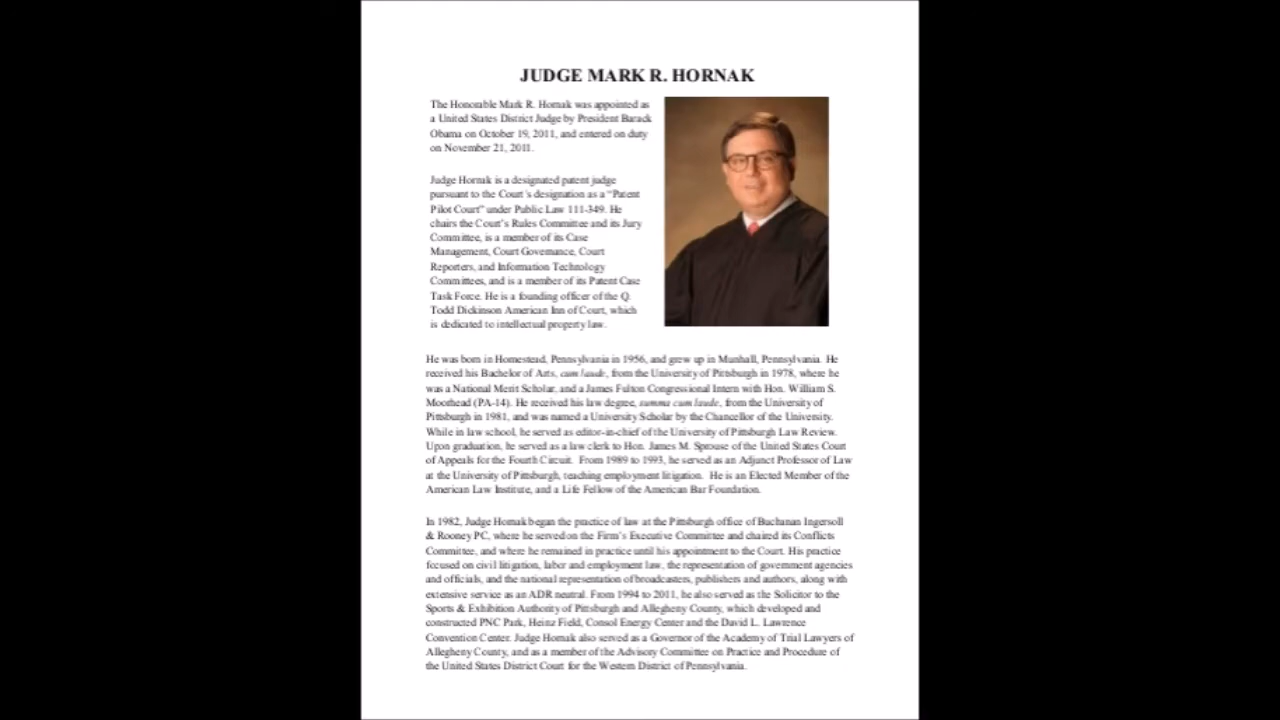 JUDGE MARK R. HORNAK
The Honorable Mark R. Hornak was appointed as
a United States District Judge by President Barack
Obama on October 19, 2011, and entered on duty
on November 21, 2011.
Judge Hornak is a designated patent judge
pursuant to the Court's designation as a "Patent
Pilot Court" under Public Law 111-349. He
chairs the Court's Rules Committee and its Jury
Committee, is a member of its Case
Management, Court Governance, Court
Reporters, and Information Technology
Committees, and is a member of its Patent Case
Task Force. He is a founding officer of the Q.
Todd Dickinson American Inn of Court, which
is dedicated to intellectual property law.
He was born in Homestead, Pennsylvania in 1956, and grew up in Munhall, Pennsylvania. He
received his Bachelor of Arts, cum laude, from the University of Pittsburgh in 1978, where he
was a National Merit Scholar, and a James Fulton Congressional Intern with Hon. William S.
Moorhead (PA-14). He received his law degree, summa cum laude, from the University of
Pittsburgh in 1981, and was named a University Scholar by the Chancellor of the University.
While in law school, he served as editor-in-chief of the University of Pittsburgh Law Review.
Upon graduation, he served as a law clerk to Hon. James M. Sprouse of the United States Court
of Appeals for the Fourth Circuit. From 1989 to 1993, he served as an Adjunct Professor of Law
at the University of Pittsburgh, teaching employment litigation. He is an Elected Member of the
American Law Institute, and a Life Fellow of the American Bar Foundation.
In 1982, Judge Hornak began the practice of law at the Pittsburgh office of Buchanan Ingersoll
& Rooney PC, where he served on the Firm's Executive Committee and chaired its Conflicts
Committee, and where he remained in practice until his appointment to the Court. His practice
focused on civil litigation, labor and employment law, the representation of government agencies
and officials, and the national representation of broadcasters, publishers and authors, along with
extensive service as an ADR neutral. From 1994 to 2011, he also served as the Solicitor to the
Sports & Exhibition Authority of Pittsburgh and Allegheny County, which developed and
constructed PNC Park, Heinz Field, Consol Energy Center and the David L. Lawrence
Convention Center. Judge Hornak also served as a Governor of the Academy of Trial Lawyers of
Allegheny County, and as a member of the Advisory Committee on Practice and Procedure of
the United States District Court for the Western District of Pennsylvania.